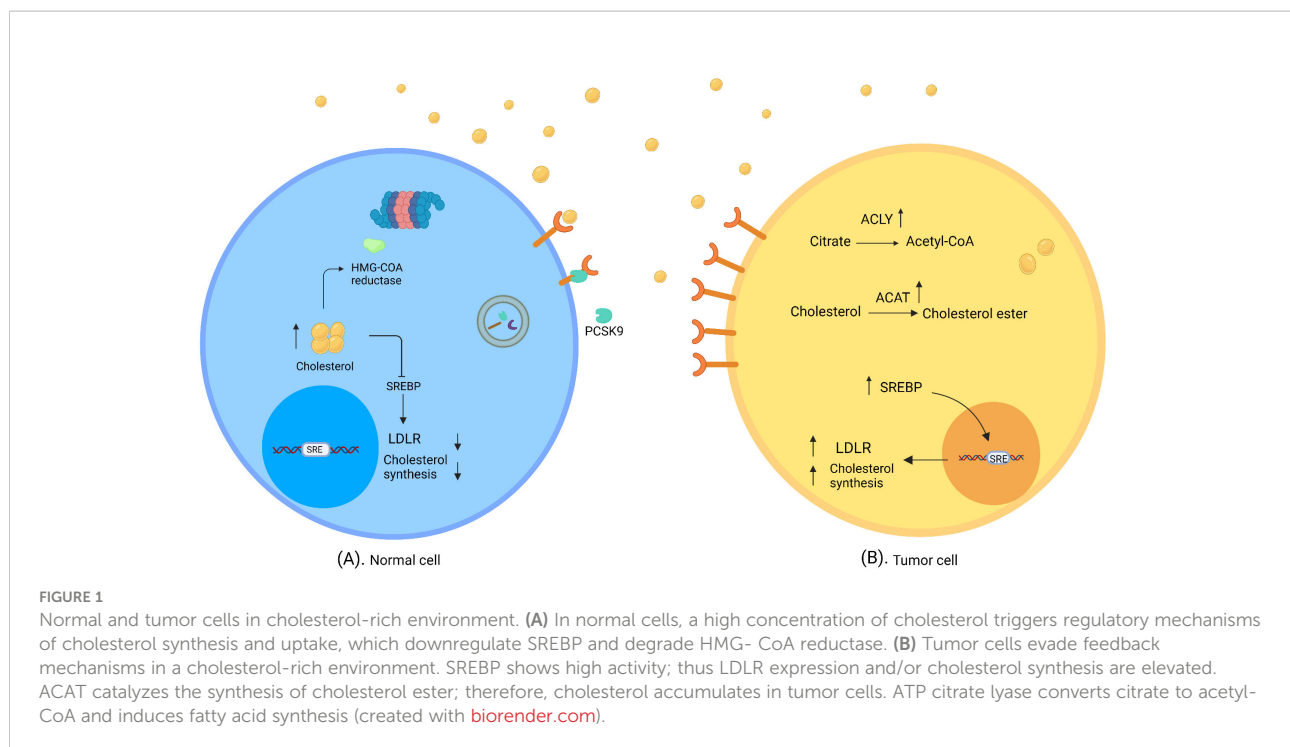 HMG-COA
reductase
Cholesterol
SREBP
LDLR
Cholesterol
synthesis
SRE
PCSK9
(A). Normal cell
ACLY
Citrate
Acetyl-CoA
ACAT
Cholesterol
Cholesterol ester
SREBP
LDLR
Cholesterol
synthesis
SRE
(B). Tumor cell
FIGURE 1
Normal and tumor cells in cholesterol-rich environment. (A) In normal cells, a high concentration of cholesterol triggers regulatory mechanisms
of cholesterol synthesis and uptake, which downregulate SREBP and degrade HMG- CoA reductase. (B) Tumor cells evade feedback
mechanisms in a cholesterol-rich environment. SREBP shows high activity; thus LDLR expression and/or cholesterol synthesis are elevated.
ACAT catalyzes the synthesis of cholesterol ester; therefore, cholesterol accumulates in tumor cells. ATP citrate lyase converts citrate to acetyl-
CoA and induces fatty acid synthesis (created with biorender.com).